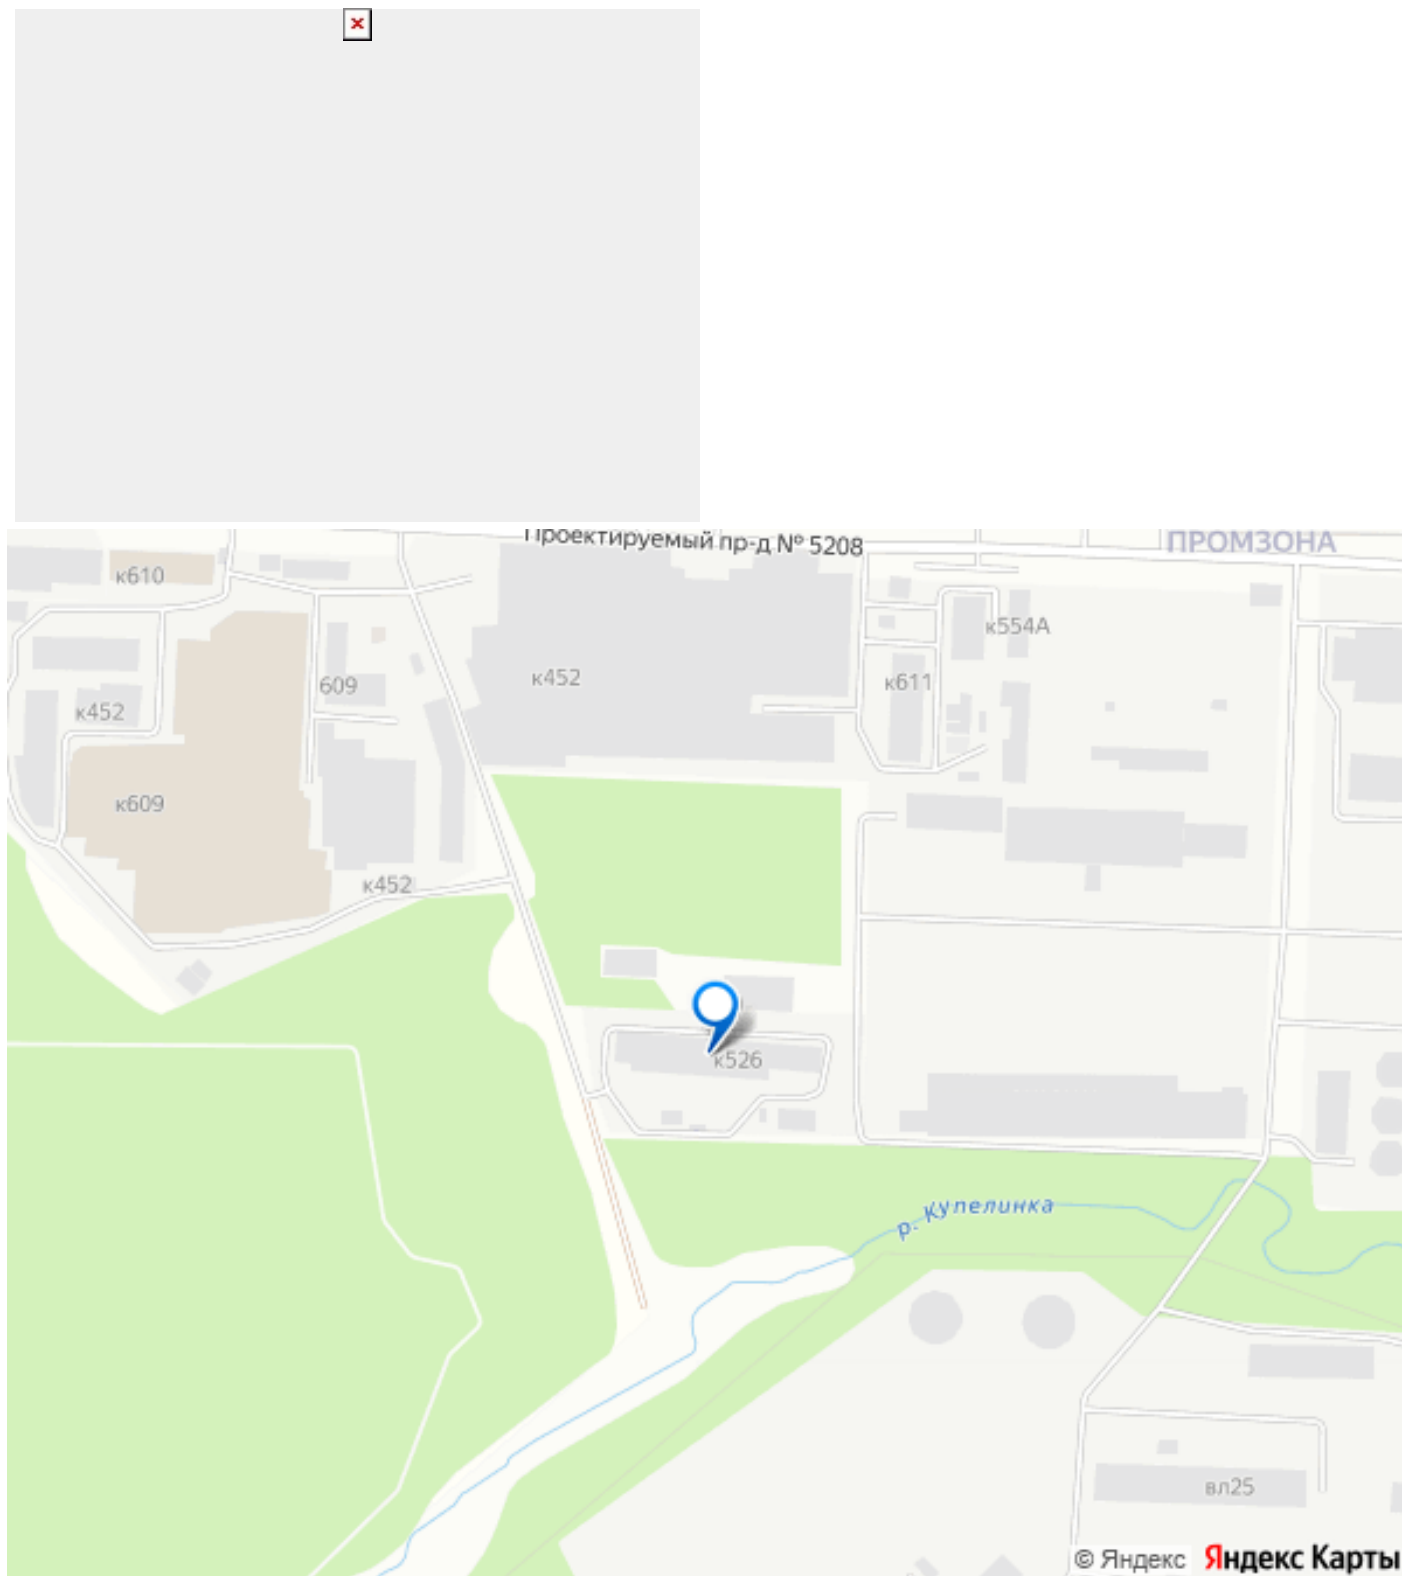 Проектируемый пр-д № 5208
ПРОМЗОНА
к610
к554А
к452
609
к611
к452
к609
к452
к526
р. Купелинка
вл25
© Яндекс Яндекс Карты